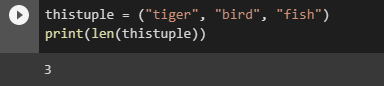 thistuple = ("tiger", "bird", "fish")
print(len(thistuple))
3